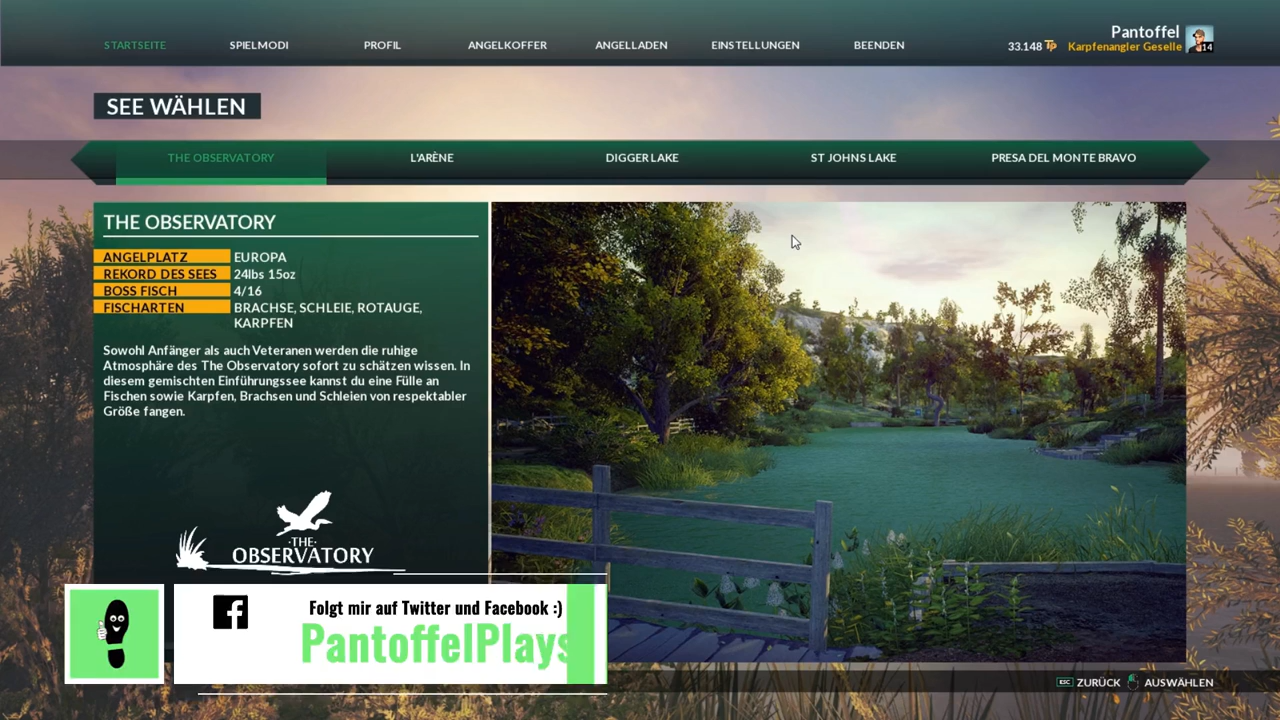 STARTSEITE SPIELMODI PROFIL ANGELKOFFER ANGELLADEN EINSTELLUNGEN BEENDEN
Pantoffel
33.148 TP Karpfenangler Geselle 14
SEE WÄHLEN
THE OBSERVATORY L'ARÈNE DIGGER LAKE ST JOHNS LAKE PRESA DEL MONTE BRAVO
THE OBSERVATORY
ANGELPLATZ EUROPA
REKORD DES SEES 24lbs 15oz
BOSS FISCH 4/16
FISCHARTEN BRACHSE, SCHLEIE, ROTAUGE,
KARPFEN
Sowohl Anfänger als auch Veteranen werden die ruhige
Atmosphäre des The Observatory sofort zu schätzen wissen. In
diesem gemischten Einführungssee kannst du eine Fülle an
Fischen sowie Karpfen, Brachsen und Schleien von respektabler
Größe fangen.
·THE·
OBSERVATORY
Folgt mir auf Twitter und Facebook :)
PantoffelPlays
ESC ZURÜCK AUSWÄHLEN